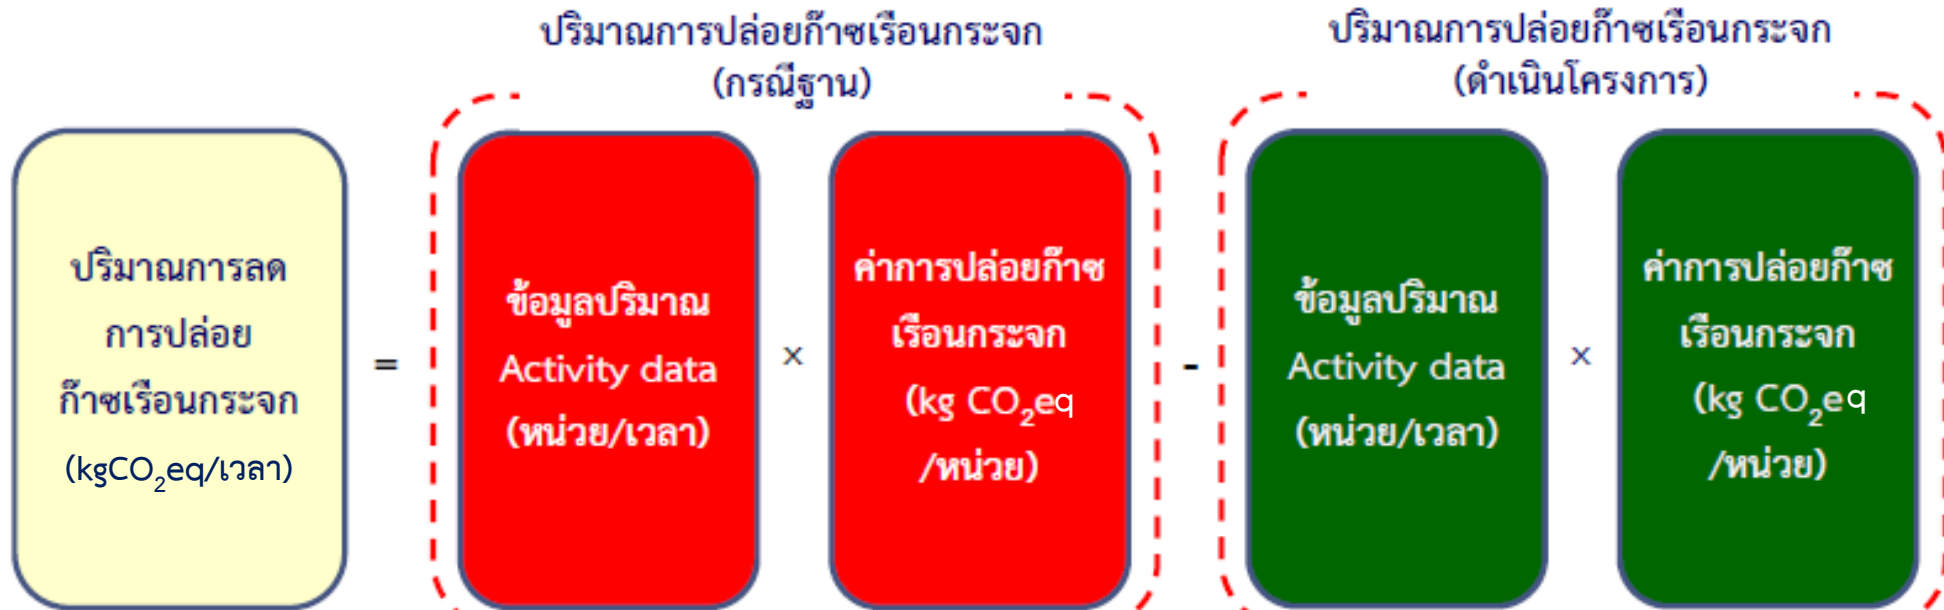 ปริมาณการปล่อยก๊าซเรือนกระจก
(กรณีฐาน)
ปริมาณการปล่อยก๊าซเรือนกระจก
(ดำเนินโครงการ)
ปริมาณการลด
การปล่อย
ก๊าซเรือนกระจก
(kgCO₂eq/เวลา)
=
ข้อมูลปริมาณ
Activity data
(หน่วย/เวลา)
×
ค่าการปล่อยก๊าซ
เรือนกระจก
(kg CO₂eq
/หน่วย)
-
ข้อมูลปริมาณ
Activity data
(หน่วย/เวลา)
×
ค่าการปล่อยก๊าซ
เรือนกระจก
(kg CO₂eq
/หน่วย)